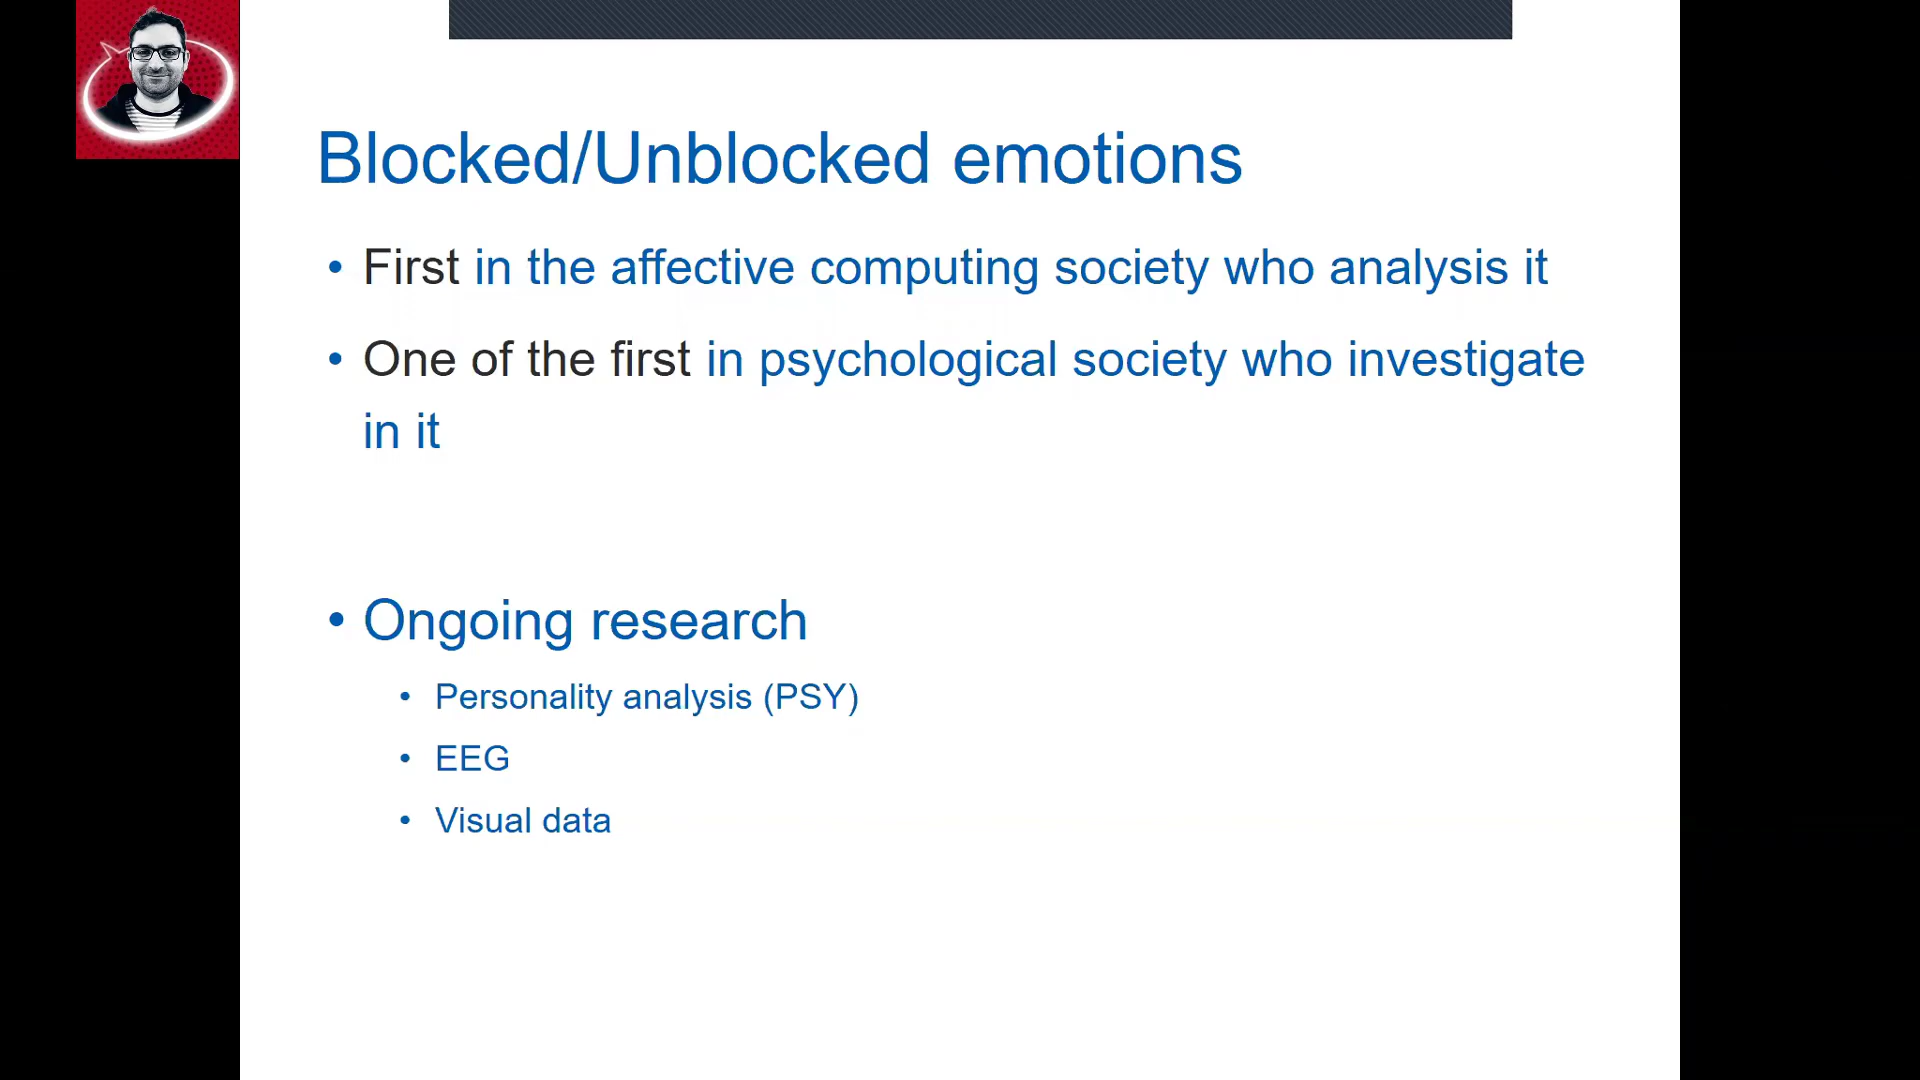 Blocked/Unblocked emotions
• First in the affective computing society who analysis it
• One of the first in psychological society who investigate
in it
• Ongoing research
• Personality analysis (PSY)
• EEG
• Visual data